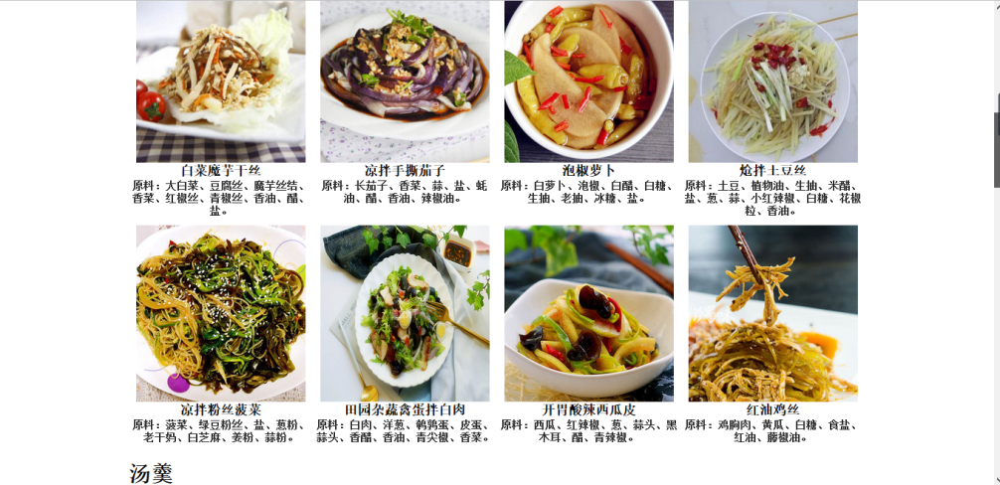 白菜魔芋干丝
原料：大白菜、豆腐丝、魔芋丝结、
香菜、红椒丝、青椒丝、香油、醋、
盐。
凉拌手撕茄子
原料：长茄子、香菜、蒜、盐、蚝
油、醋、香油、辣椒油。
泡椒萝卜
原料：白萝卜、泡椒、白醋、白糖、
生抽、老抽、冰糖、盐。
炝拌土豆丝
原料：土豆、植物油、生抽、米醋、
盐、葱、蒜、小红辣椒、白糖、花椒
粒、香油。
凉拌粉丝菠菜
原料：菠菜、绿豆粉丝、盐、葱粉、
老干妈、白芝麻、姜粉、蒜粉。
田园杂蔬禽蛋拌白肉
原料：白肉、洋葱、鹌鹑蛋、皮蛋、
蒜头、香醋、香油、青尖椒、香菜。
开胃酸辣西瓜皮
原料：西瓜、红辣椒、葱、蒜头、黑
木耳、醋、青辣椒。
红油鸡丝
原料：鸡胸肉、黄瓜、白糖、食盐、
红油、藤椒油。
汤羹